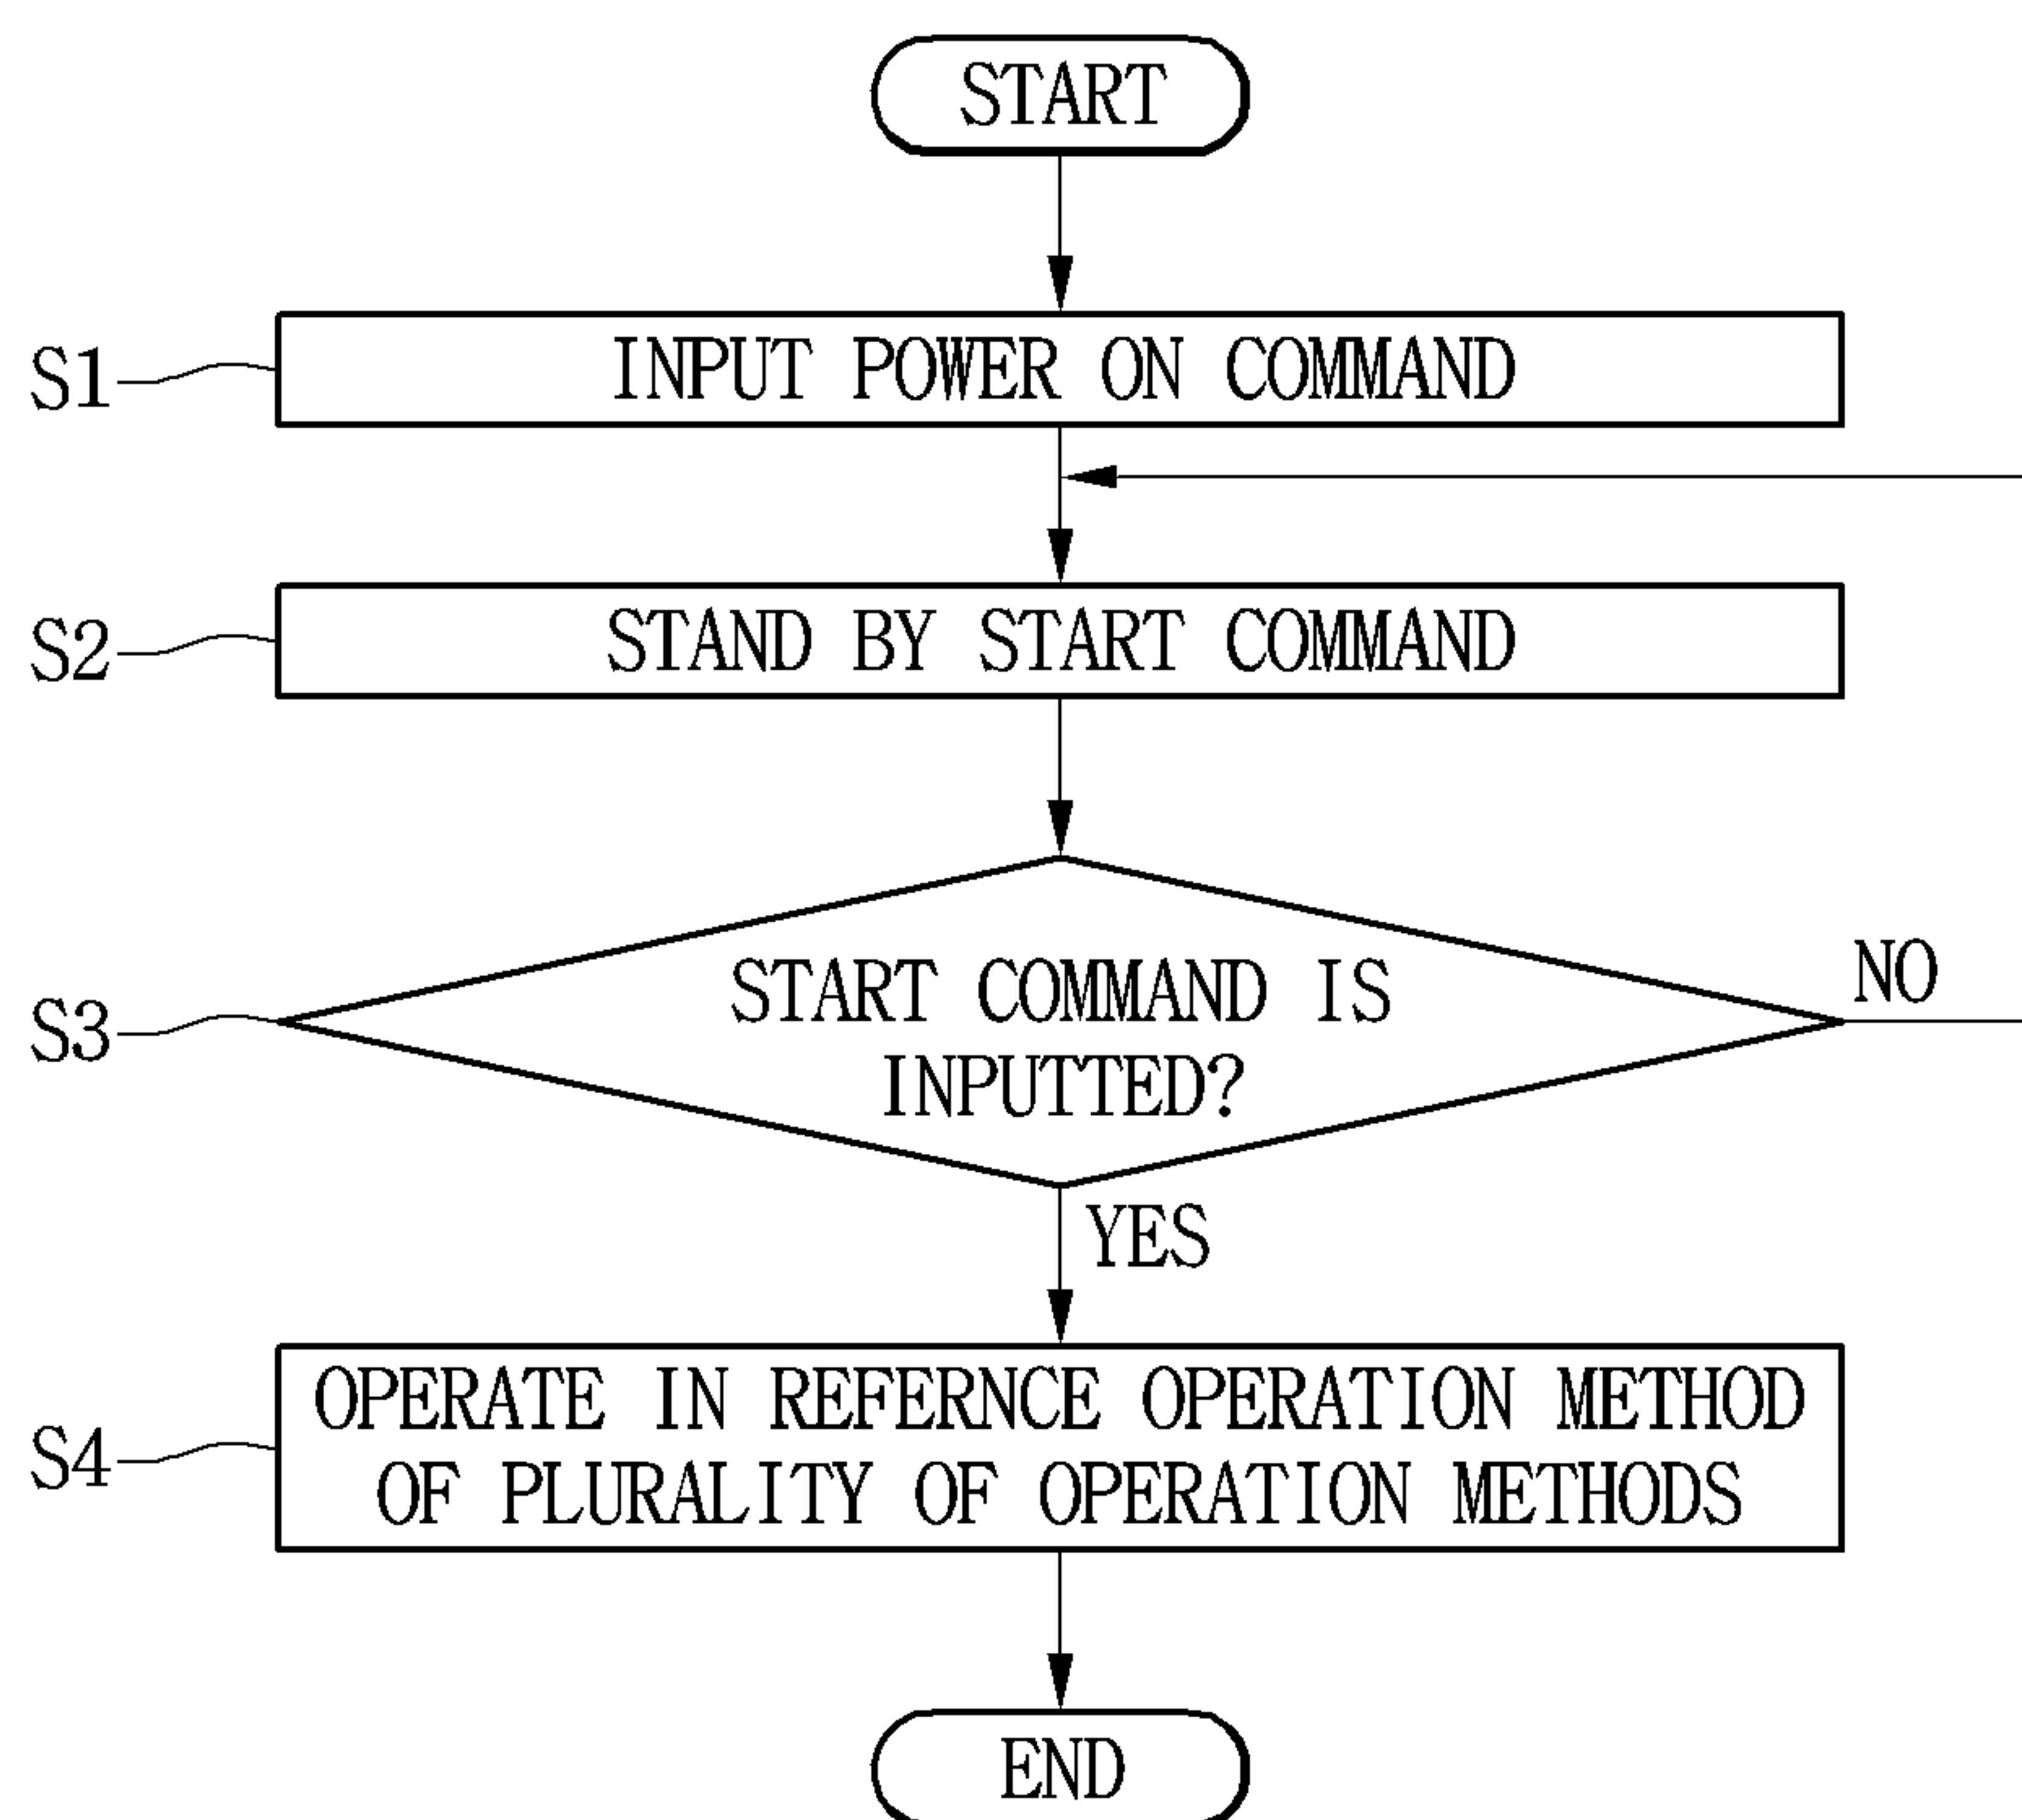 START
S1
INPUT POWER ON COMMAND
S2
STAND BY START COMMAND
S3
START COMMAND IS
INPUTTED?
NO
YES
S4
OPERATE IN REFERNCE OPERATION METHOD
OF PLURALITY OF OPERATION METHODS
END